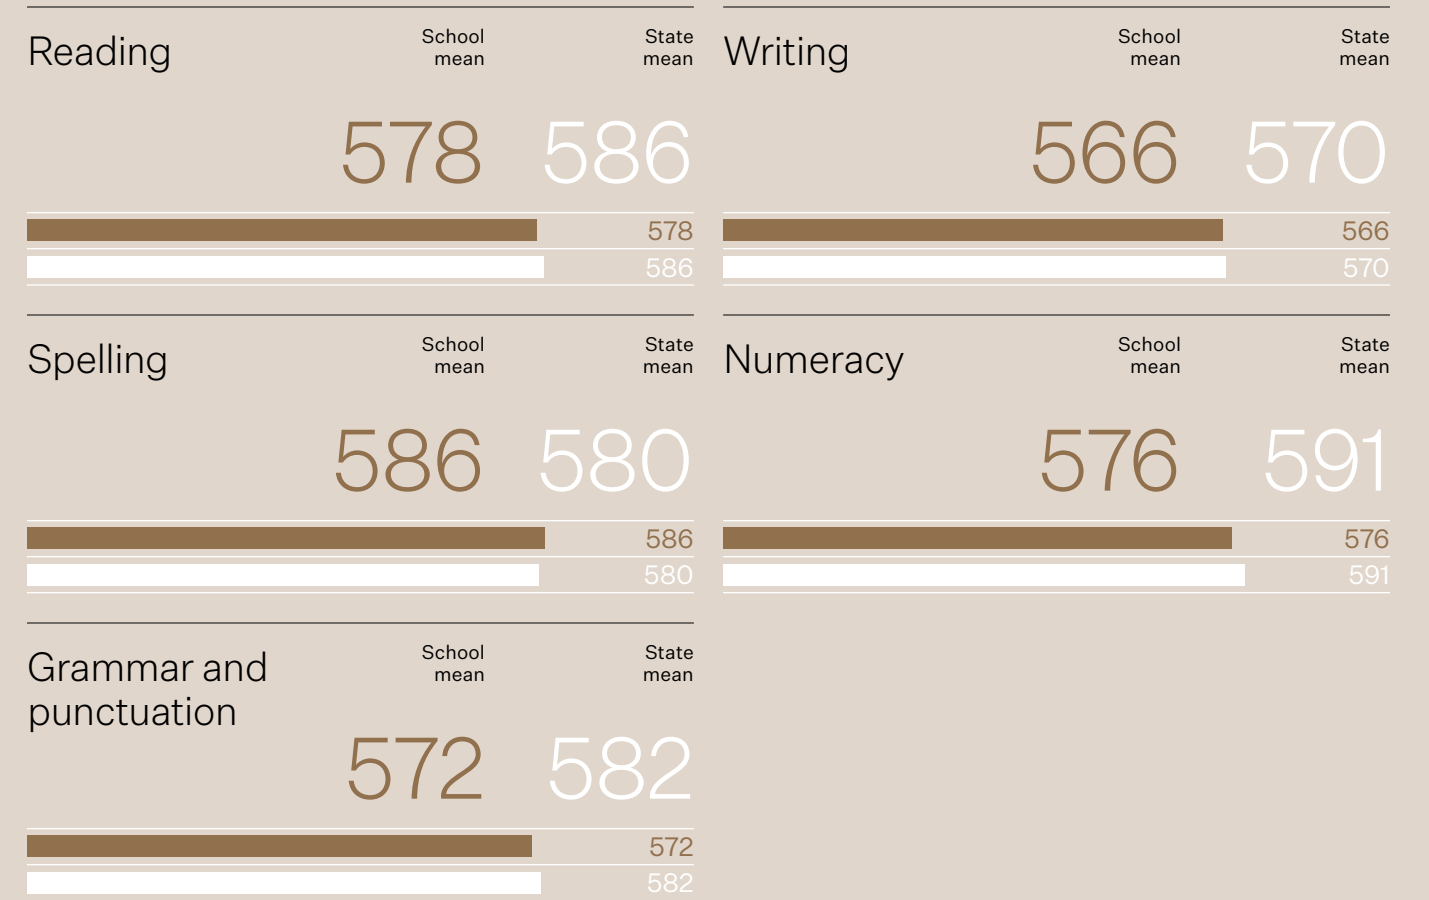 Reading
School
mean
State
mean
578
586
578
586
Writing
School
mean
State
mean
566
570
566
570
Spelling
School
mean
State
mean
586
580
586
580
Numeracy
School
mean
State
mean
576
591
576
591
Grammar and
punctuation
School
mean
State
mean
572
582
572
582